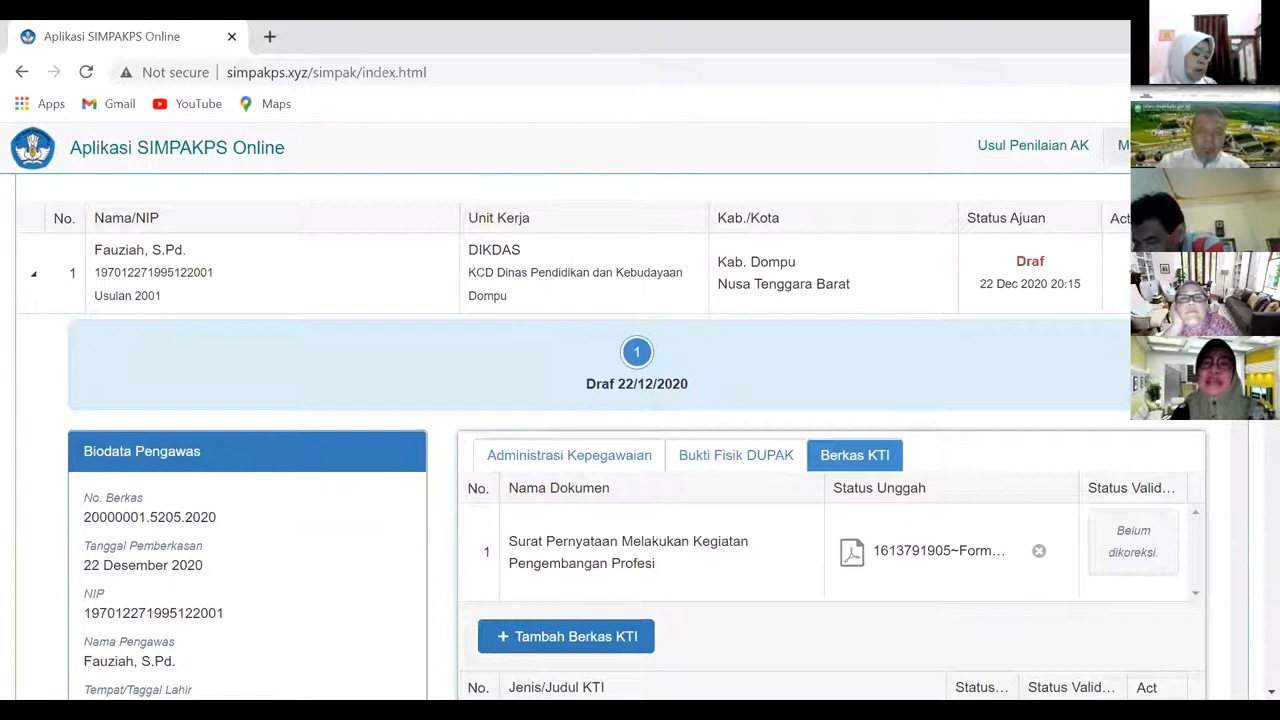 Aplikasi SIMPAKPS Online
Not secure
simpakps.xyz/simpak/index.html
Apps
Gmail
YouTube
Maps
Aplikasi SIMPAKPS Online
Usul Penilaian AK
M
No.
Nama/NIP
Unit Kerja
Kab./Kota
Status Ajuan
Act
1
Fauziah, S.Pd.
197012271995122001
Usulan 2001
DIKDAS
KCD Dinas Pendidikan dan Kebudayaan
Dompu
Kab. Dompu
Nusa Tenggara Barat
Draf
22 Dec 2020 20:15
1
Draf 22/12/2020
Biodata Pengawas
No. Berkas
20000001.5205.2020
Tanggal Pemberkasan
22 Desember 2020
NIP
197012271995122001
Nama Pengawas
Fauziah, S.Pd.
Tempat/Taggal Lahir
Administrasi Kepegawaian
Bukti Fisik DUPAK
Berkas KTI
No.
Nama Dokumen
Status Unggah
Status Valid...
1
Surat Pernyataan Melakukan Kegiatan
Pengembangan Profesi
1613791905~Form...
Belum
dikoreksi.
+ Tambah Berkas KTI
No.
Jenis/Judul KTI
Status...
Status Valid...
Act